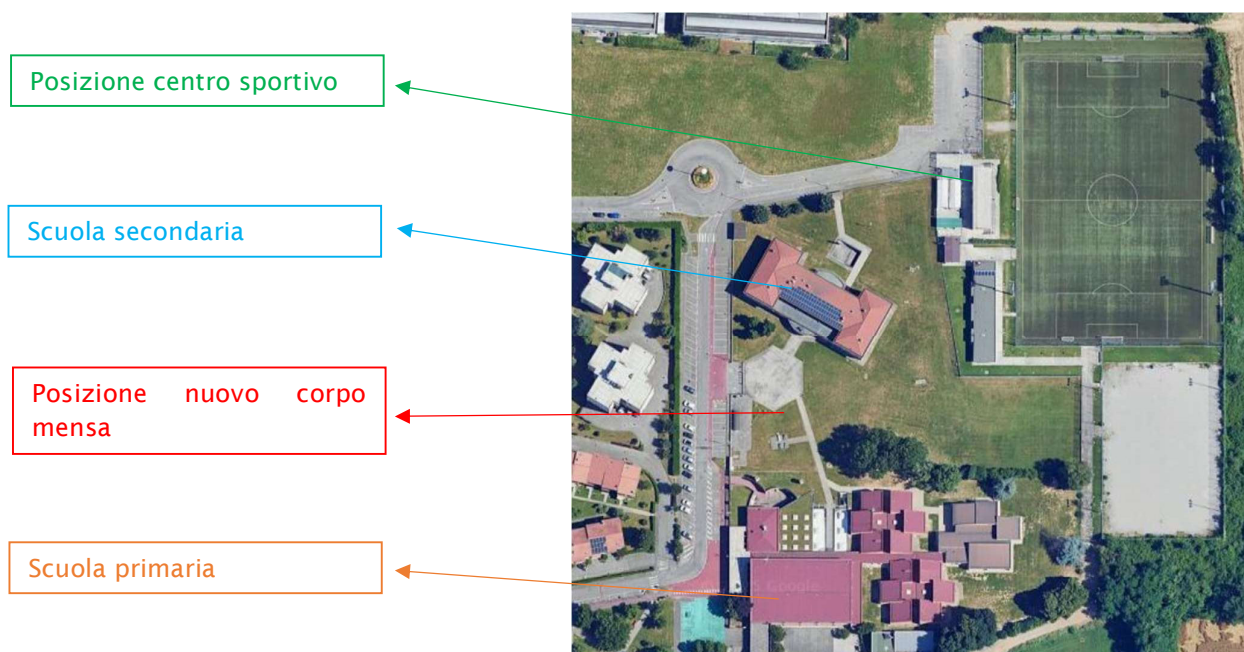 Posizione centro sportivo
Scuola secondaria
Posizione nuovo corpo
mensa
Scuola primaria